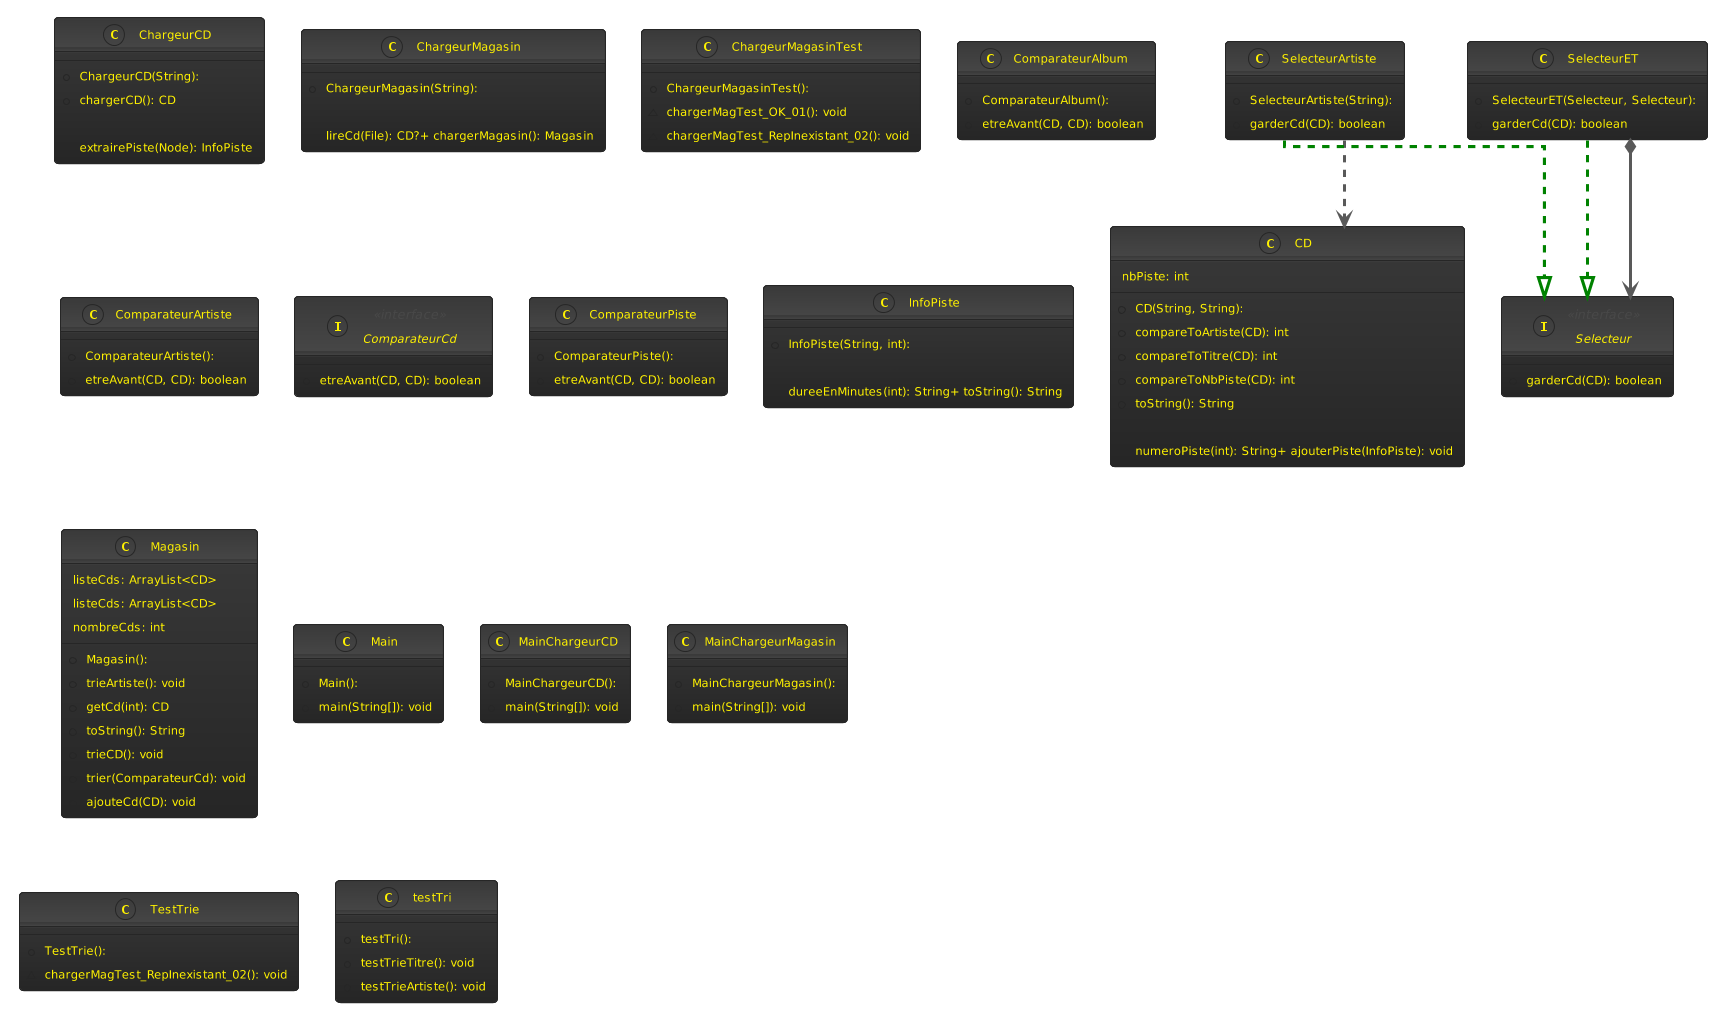 C ChargeurCD
ChargeurCD(String):
chargerCD(): CD
extrairePiste(Node): InfoPiste
C ChargeurMagasin
ChargeurMagasin(String):
lireCd(File): CD?+ chargerMagasin(): Magasin
C ChargeurMagasinTest
ChargeurMagasinTest():
chargerMagTest_OK_01(): void
chargerMagTest_RepInexistant_02(): void
C ComparateurAlbum
ComparateurAlbum():
etreAvant(CD, CD): boolean
C SelecteurArtiste
SelecteurArtiste(String):
garderCd(CD): boolean
C SelecteurET
SelecteurET(Selecteur, Selecteur):
garderCd(CD): boolean
C ComparateurArtiste
ComparateurArtiste():
etreAvant(CD, CD): boolean
«interface»
I ComparateurCd
etreAvant(CD, CD): boolean
C ComparateurPiste
ComparateurPiste():
etreAvant(CD, CD): boolean
C InfoPiste
InfoPiste(String, int):
dureeEnMinutes(int): String+ toString(): String
C CD
nbPiste: int
CD(String, String):
compareToArtiste(CD): int
compareToTitre(CD): int
compareToNbPiste(CD): int
toString(): String
numeroPiste(int): String+ ajouterPiste(InfoPiste): void
«interface»
I Selecteur
garderCd(CD): boolean
C Magasin
listeCds: ArrayList<CD>
listeCds: ArrayList<CD>
nombreCds: int
Magasin():
trieArtiste(): void
getCd(int): CD
toString(): String
trieCD(): void
trier(ComparateurCd): void
ajouteCd(CD): void
C Main
Main():
main(String[]): void
C MainChargeurCD
MainChargeurCD():
main(String[]): void
C MainChargeurMagasin
MainChargeurMagasin():
main(String[]): void
C TestTrie
TestTrie():
chargerMagTest_RepInexistant_02(): void
C testTri
testTri():
testTrieTitre(): void
testTrieArtiste(): void